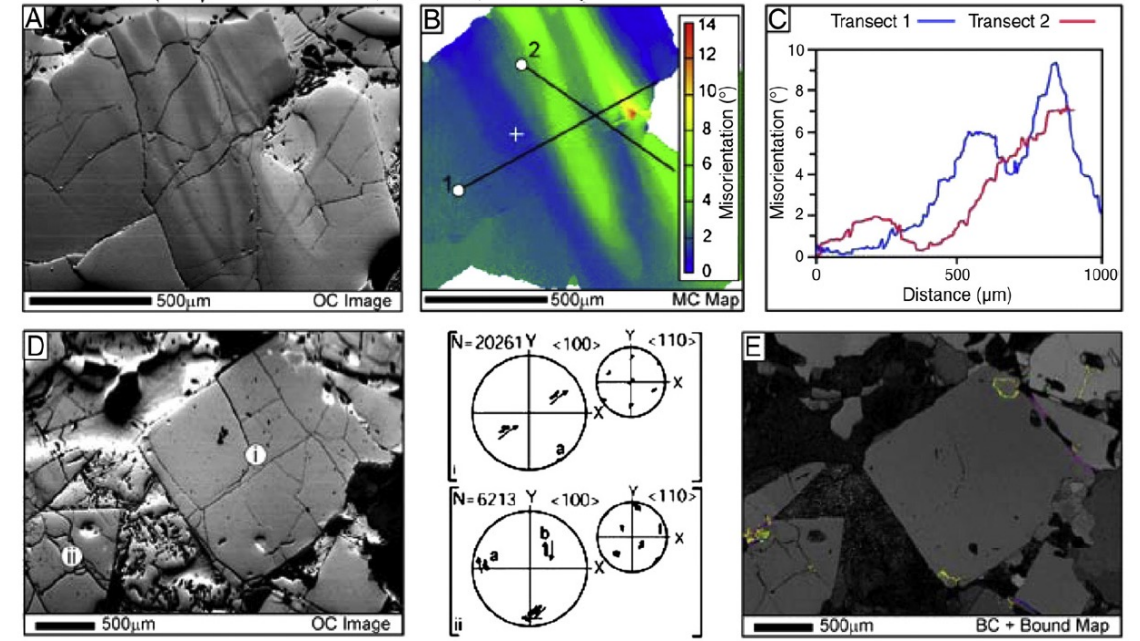 A
500μm
OC Image
B
2
1
14
12
10
8
6
4
2
0
Misorientation (°)
500μm
MC Map
C
Transect 1
Transect 2
10
8
6
4
2
0
Misorientation (°)
0
500
1000
Distance (μm)
D
i
ii
500μm
OC Image
N=20261 Y <100>
X
a
Y <110>
X
i
N=6213 Y <100>
X
a
b
Y <110>
X
ii
E
500μm
BC + Bound Map